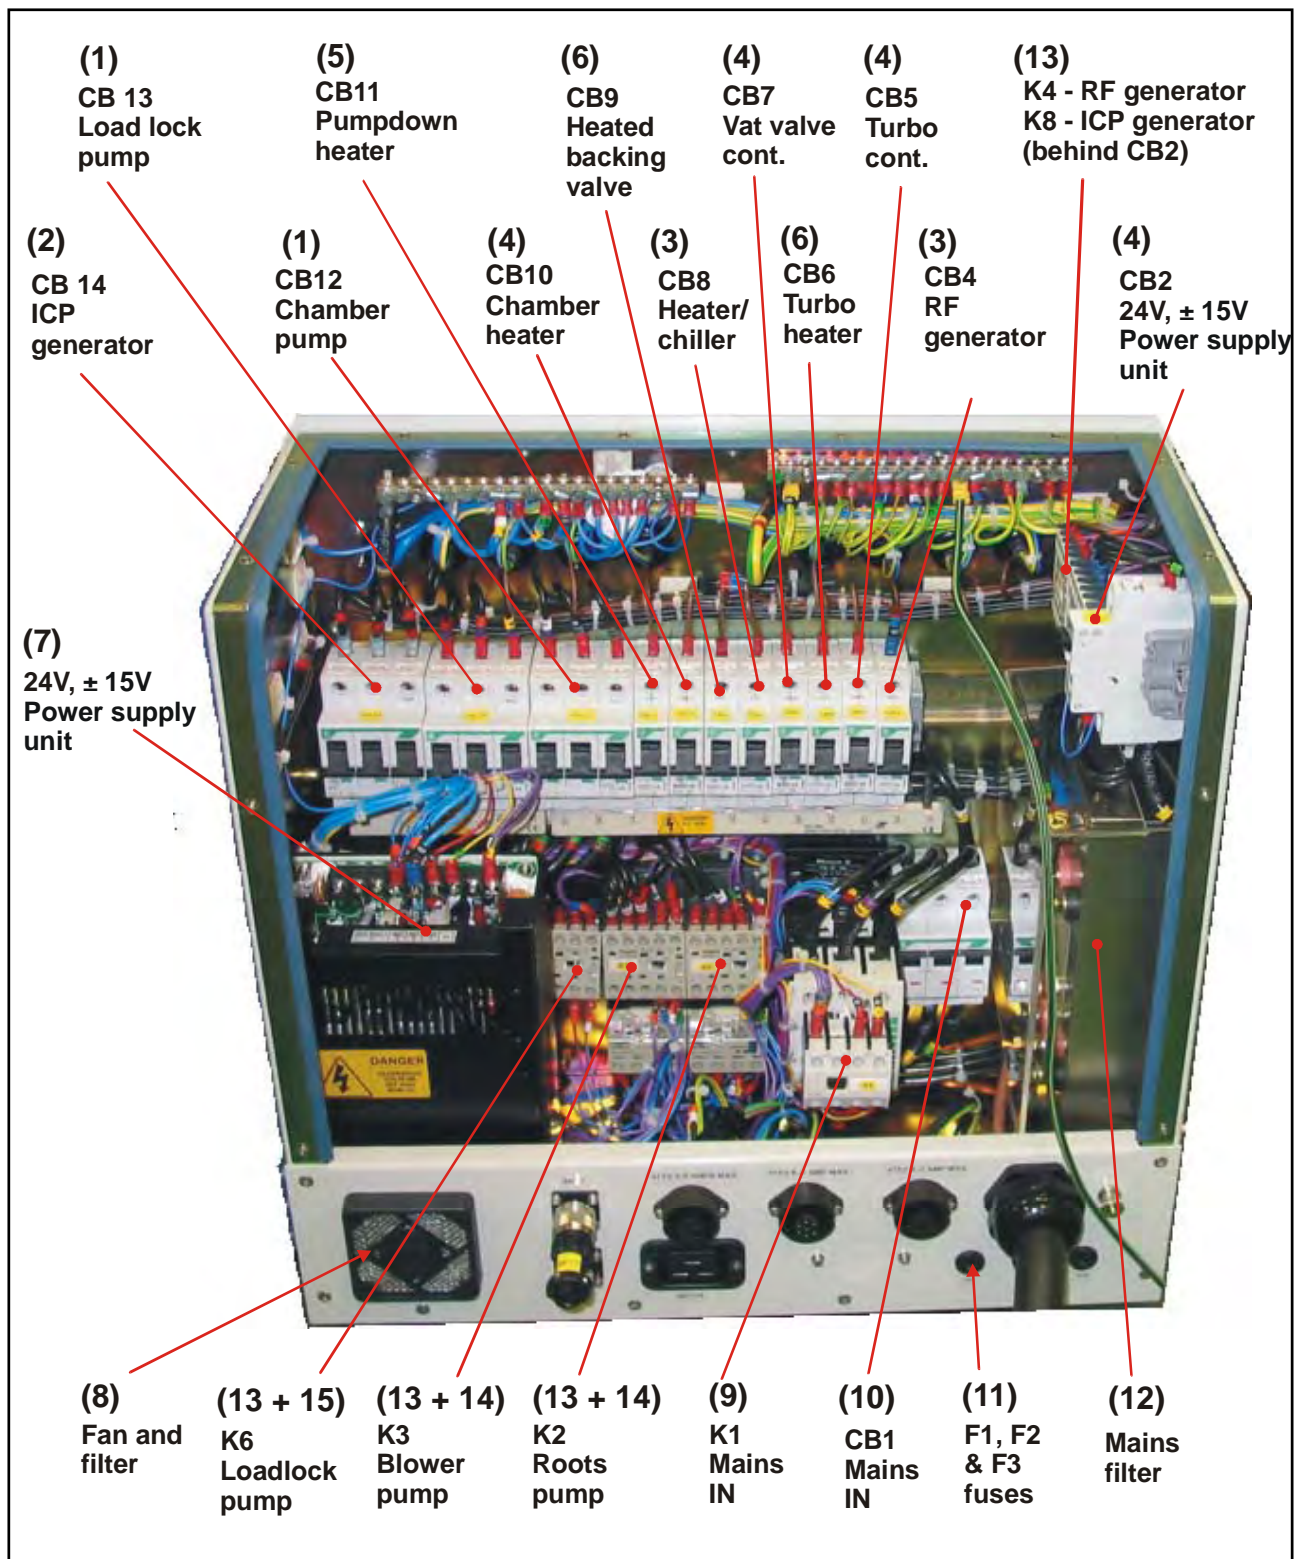 (1)
CB 13
Load lock
pump
(5)
CB11
Pumpdown
heater
(6)
CB9
Heated
backing
valve
(4)
CB7
Vat valve
cont.
(4)
CB5
Turbo
cont.
(13)
K4 - RF generator
K8 - ICP generator
(behind CB2)
(2)
CB 14
ICP
generator
(1)
CB12
Chamber
pump
(4)
CB10
Chamber
heater
(3)
CB8
Heater/
chiller
(6)
CB6
Turbo
heater
(3)
CB4
RF
generator
(4)
CB2
24V, ± 15V
Power supply
unit
(7)
24V, ± 15V
Power supply
unit
DANGER
(8)
Fan and
filter
(13 + 15)
K6
Loadlock
pump
(13 + 14)
K3
Blower
pump
(13 + 14)
K2
Roots
pump
(9)
K1
Mains
IN
(10)
CB1
Mains
IN
(11)
F1, F2
& F3
fuses
(12)
Mains
filter